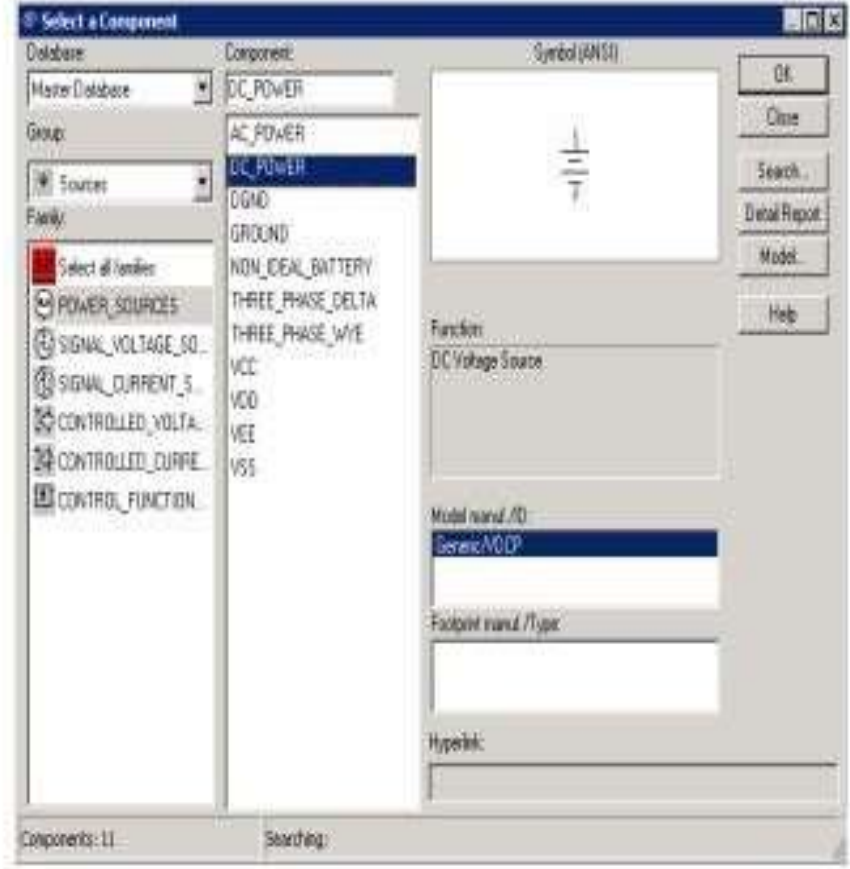 Select a Component
Database:
Master Database
Group:
Sources
Family:
Select all families
POWER_SOURCES
SIGNAL_VOLTAGE_SO...
SIGNAL_CURRENT_S...
CONTROLLED_VOLTA...
CONTROLLED_CURRE...
CONTROL_FUNCTION...
Component:
DC_POWER
AC_POWER
DC_POWER
DGND
GROUND
NON_IDEAL_BATTERY
THREE_PHASE_DELTA
THREE_PHASE_WYE
VCC
VDD
VEE
VSS
Symbol (ANSI)
Function:
DC Voltage Source
Model manuf./ID:
Generic/VDCP
Footprint manuf./Type:
Hyperlink:
OK
Close
Search...
Detail Report
Model...
Help
Components: 11
Searching: